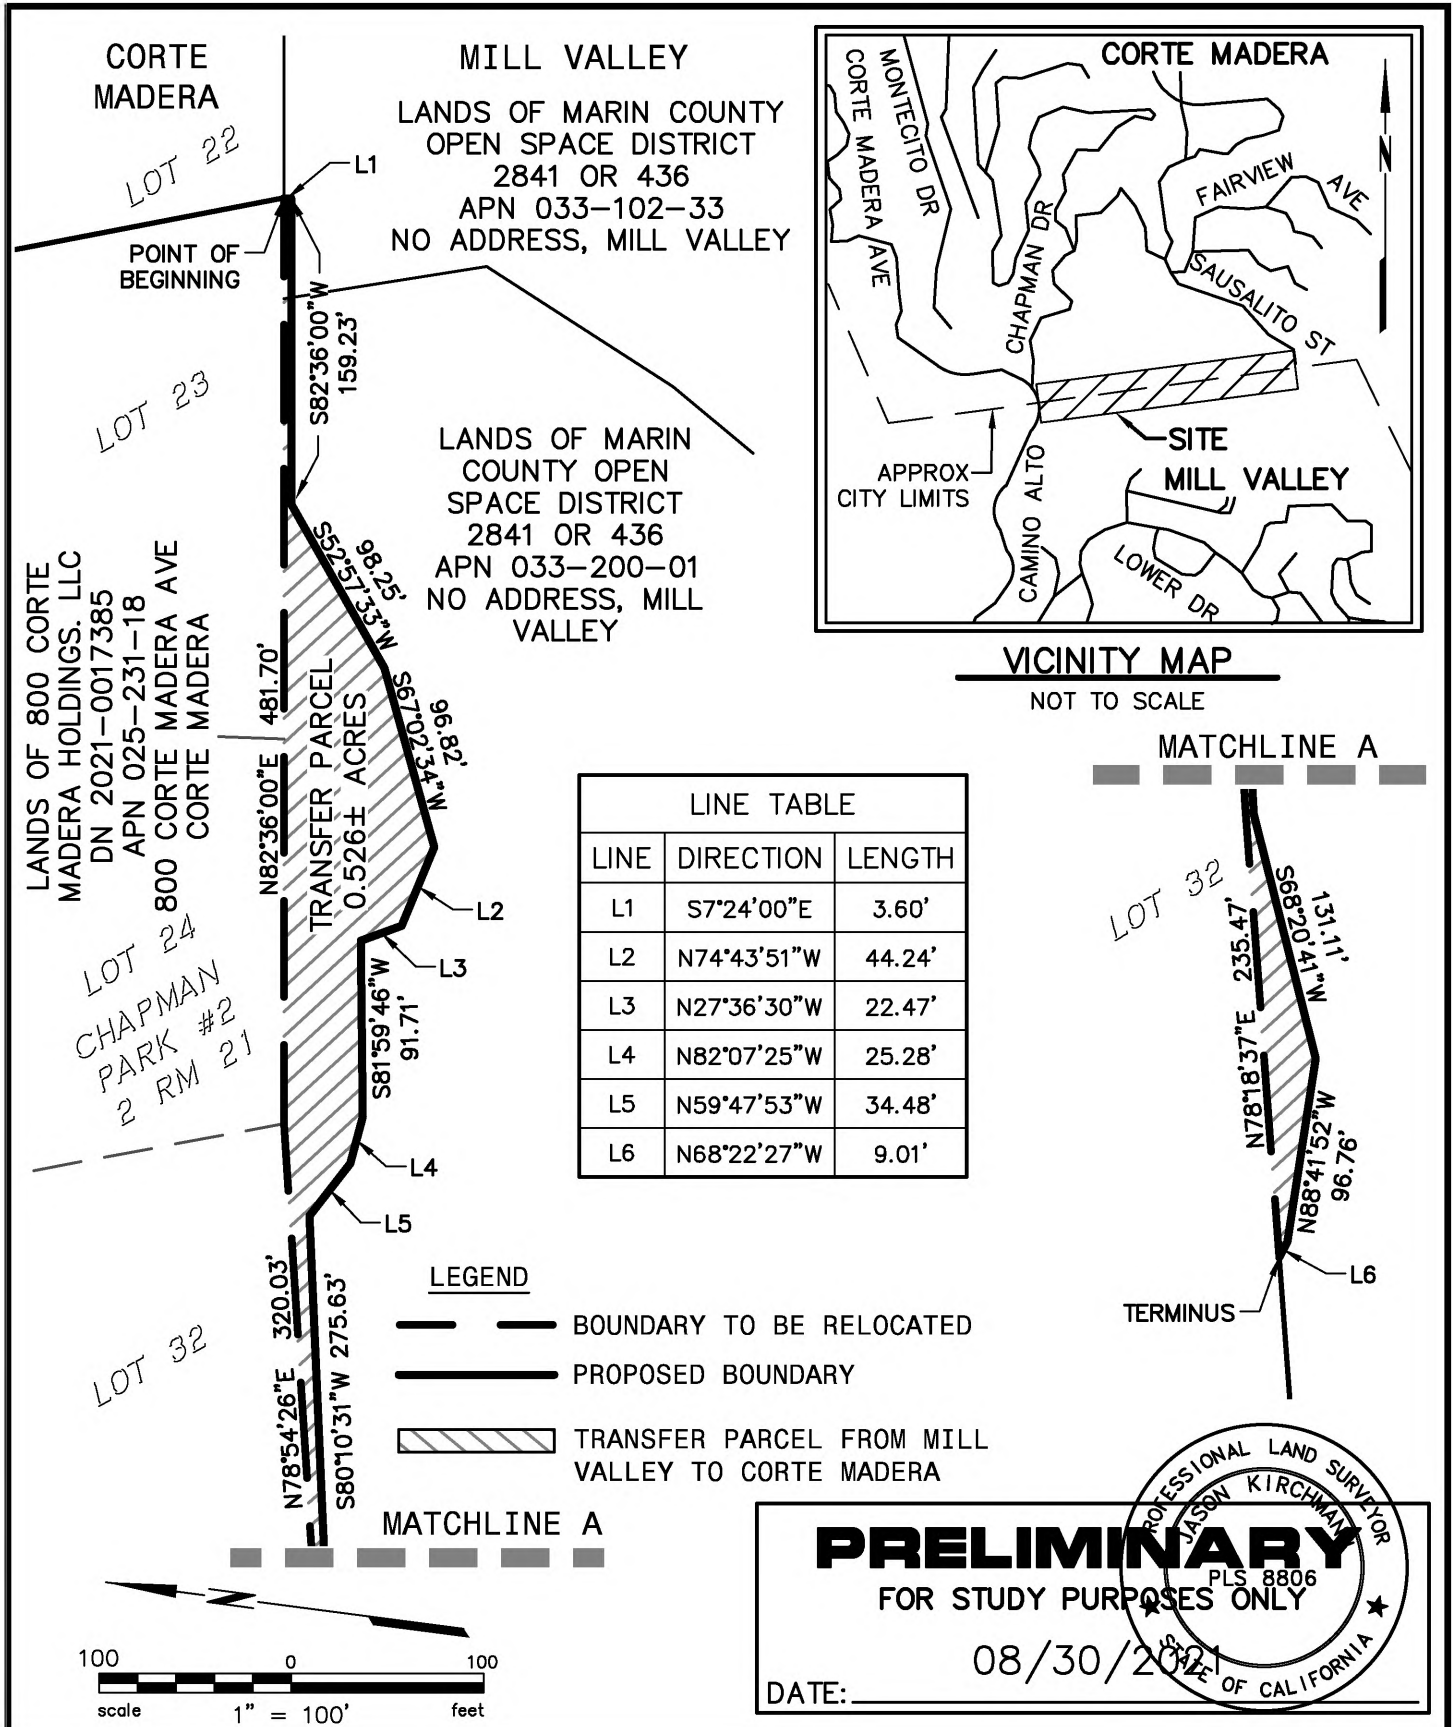 CORTE
MADERA
MILL VALLEY
LANDS OF MARIN COUNTY
OPEN SPACE DISTRICT
2841 OR 436
APN 033-102-33
NO ADDRESS, MILL VALLEY
LOT 22
L1
POINT OF
BEGINNING
S82°36'00"W
159.23'
LOT 23
LANDS OF MARIN
COUNTY OPEN
SPACE DISTRICT
2841 OR 436
APN 033-200-01
NO ADDRESS, MILL
VALLEY
98.25'
S52°57'33"W
96.82'
S67°02'34"W
LANDS OF 800 CORTE
MADERA HOLDINGS. LLC
DN 2021-0017385
APN 025-231-18
800 CORTE MADERA AVE
CORTE MADERA
N82°36'00"E 481.70'
TRANSFER PARCEL
0.526± ACRES
L2
L3
LOT 24
CHAPMAN
PARK #2
2 RM 21
S81°59'46"W
91.71'
L4
L5
320.03'
N78°54'26"E
S80°10'31"W 275.63'
LOT 32
MATCHLINE A
CORTE MADERA
MONTECITO DR
CORTE MADERA AVE
CHAPMAN DR
FAIRVIEW AVE
SAUSALITO ST
N
APPROX
CITY LIMITS
SITE
MILL VALLEY
CAMINO ALTO
LOWER DR
VICINITY MAP
NOT TO SCALE
MATCHLINE A
LOT 32
131.11'
S68°20'41"W
N78°18'37"E 235.47'
N88°41'52"W
96.76'
L6
TERMINUS
LINE TABLE
LINE DIRECTION LENGTH
L1 S7°24'00"E 3.60'
L2 N74°43'51"W 44.24'
L3 N27°36'30"W 22.47'
L4 N82°07'25"W 25.28'
L5 N59°47'53"W 34.48'
L6 N68°22'27"W 9.01'
LEGEND
BOUNDARY TO BE RELOCATED
PROPOSED BOUNDARY
TRANSFER PARCEL FROM MILL
VALLEY TO CORTE MADERA
N
100 0 100
scale 1" = 100' feet
PRELIMINARY
FOR STUDY PURPOSES ONLY
08/30/2021
DATE:
PROFESSIONAL LAND SURVEYOR
JASON KIRCHMANN
PLS 8806
STATE OF CALIFORNIA